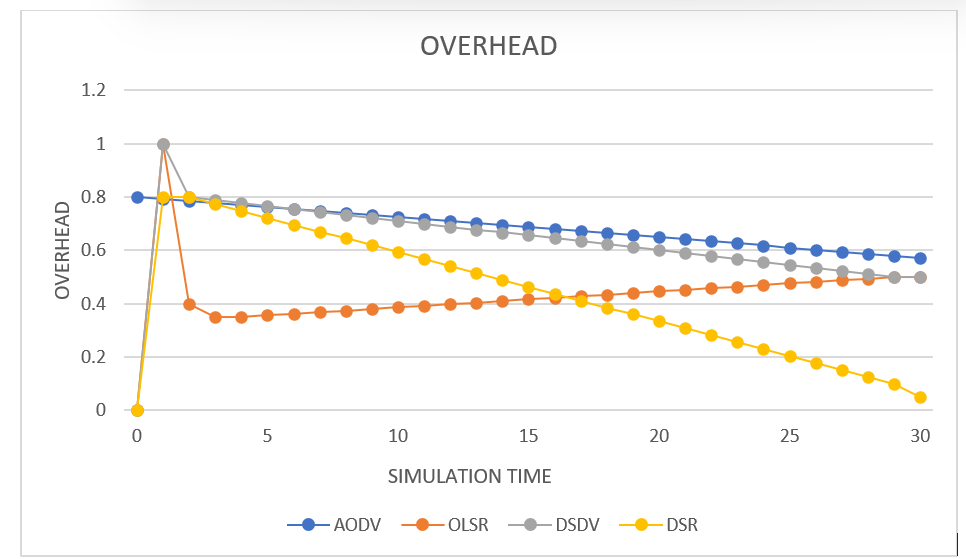 OVERHEAD
1.2
1
0.8
0.6
0.4
0.2
0
OVERHEAD
0 5 10 15 20 25 30
SIMULATION TIME
AODV OLSR DSDV DSR